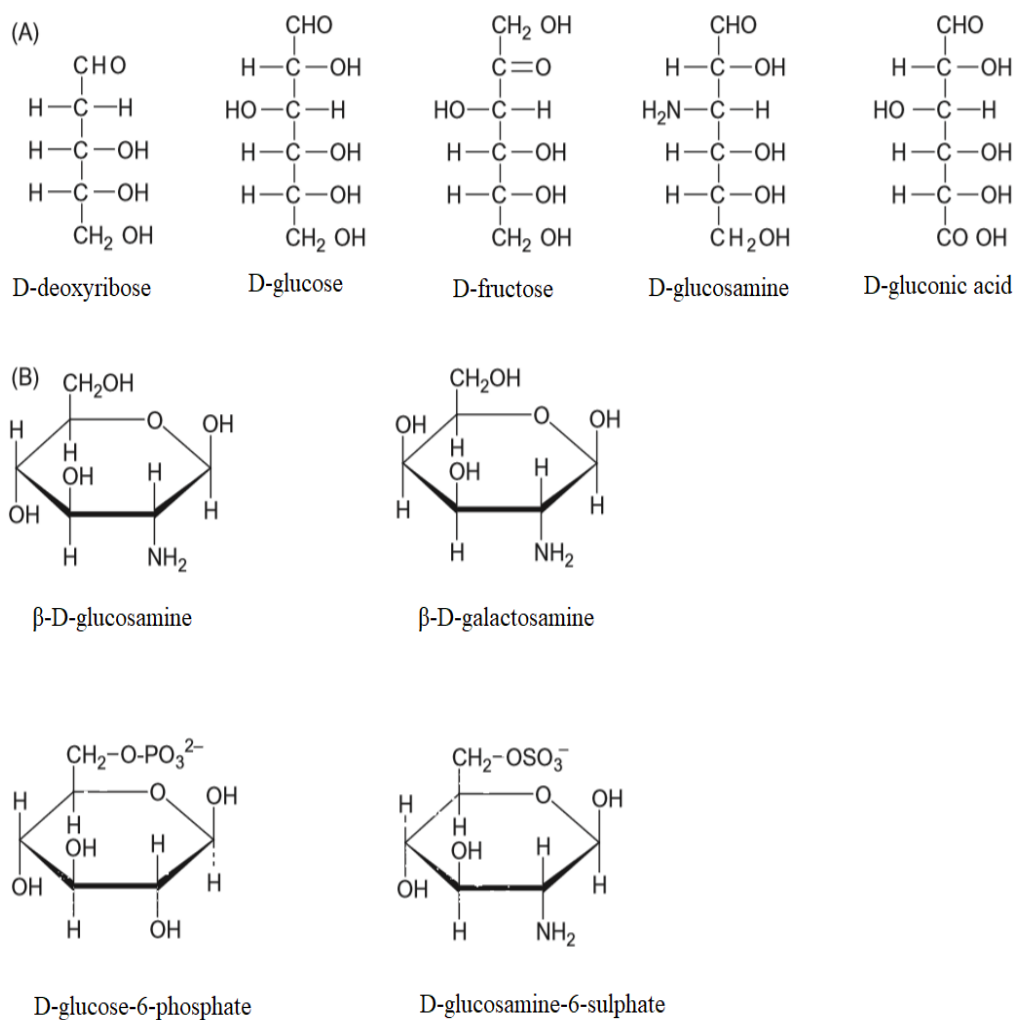 (A)
CHO
H—C—H
H—C—OH
H—C—OH
CH2 OH
D-deoxyribose
CHO
H—C—OH
HO—C—H
H—C—OH
H—C—OH
CH2 OH
D-glucose
CH2 OH
C=O
HO—C—H
H—C—OH
H—C—OH
CH2 OH
D-fructose
CHO
H—C—OH
H2N—C—H
H—C—OH
H—C—OH
CH2OH
D-glucosamine
CHO
H—C—OH
HO—C—H
H—C—OH
H—C—OH
CO OH
D-gluconic acid
(B)
CH2OH
H O OH
H
OH H
OH H
H NH2
β-D-glucosamine
CH2OH
OH O OH
H
OH H
H H
H NH2
β-D-galactosamine
CH2-O-PO3 2–
H O OH
H
OH H
OH H
H OH
D-glucose-6-phosphate
CH2-OSO3 –
H O OH
H
OH H
OH H
H NH2
D-glucosamine-6-sulphate